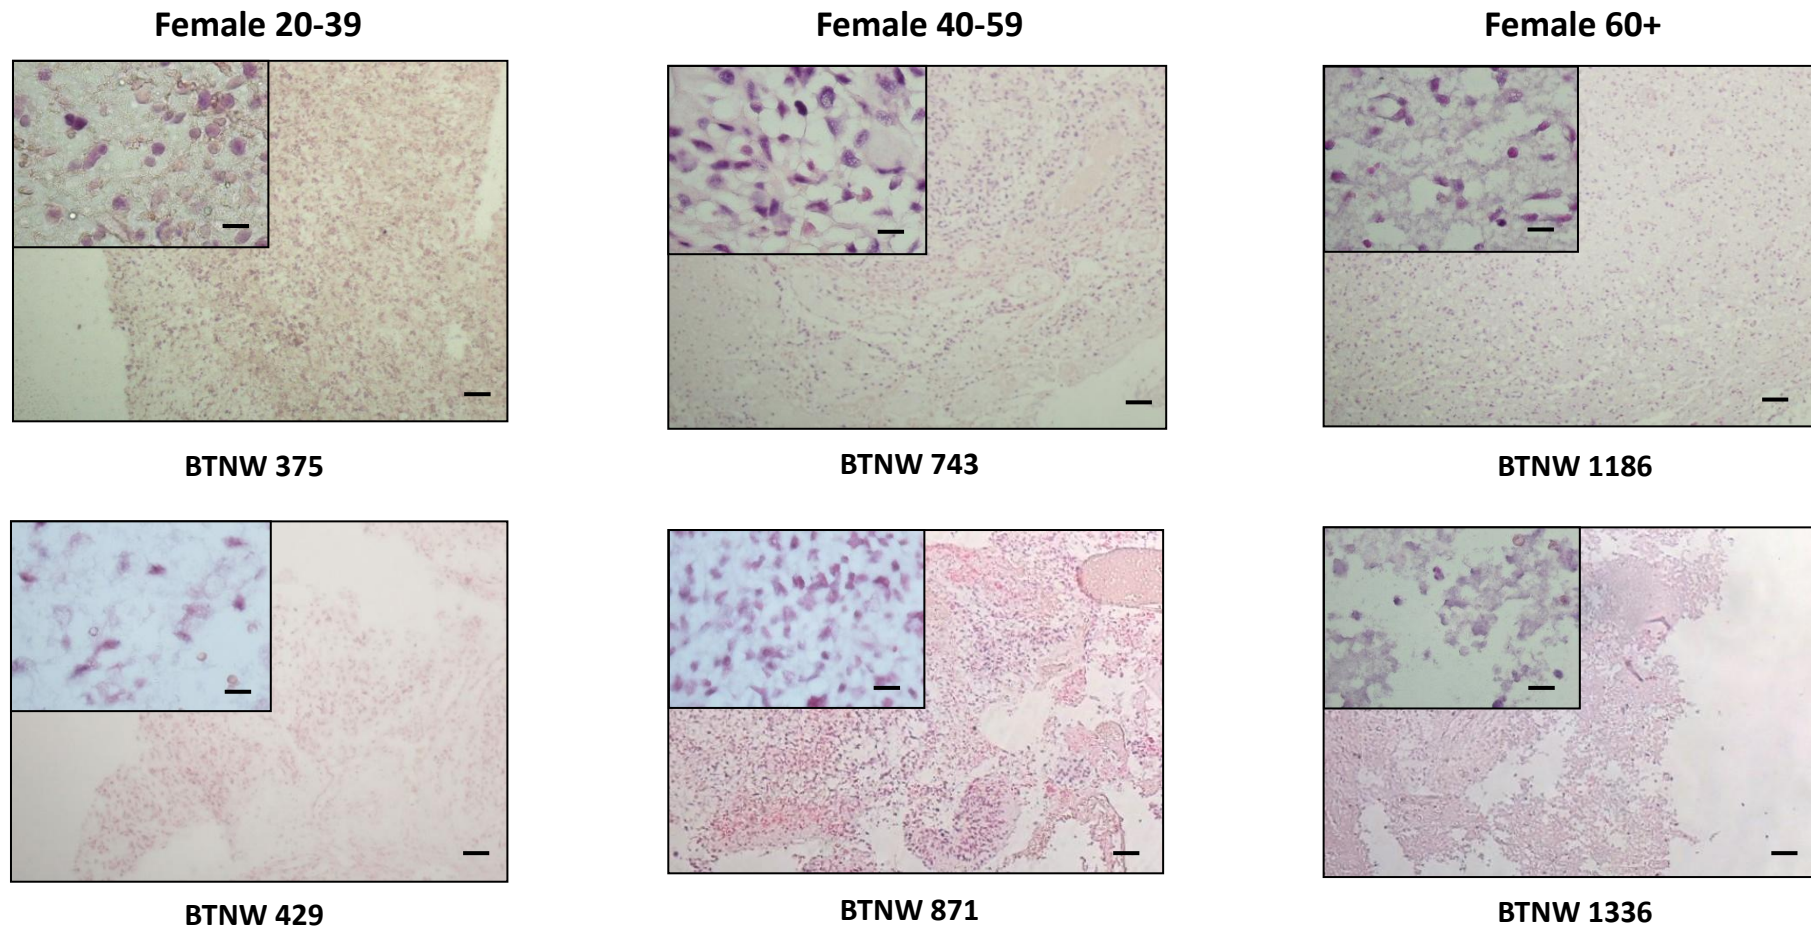 Female 20-39
Female 40-59
Female 60+
BTNW 375
BTNW 743
BTNW 1186
BTNW 429
BTNW 871
BTNW 1336